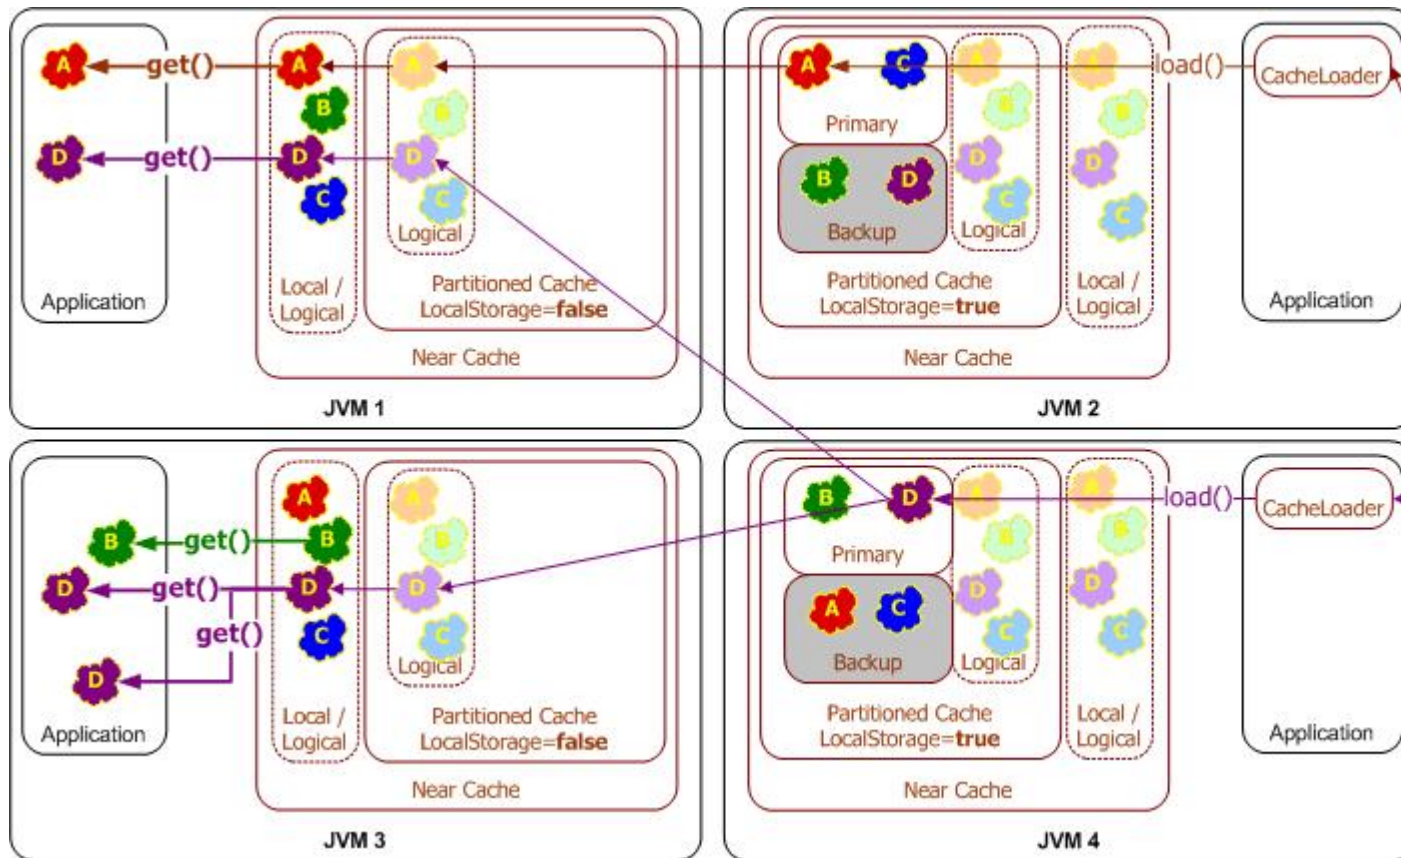 A
get()
A
A
B
B
D
get()
D
D
C
C
Logical
Application
Local /
Logical
Partitioned Cache
LocalStorage=false
Near Cache
JVM 1
A
C
A
A
load()
CacheLoader
Primary
B
B
B
D
D
D
C
C
Backup
Logical
Partitioned Cache
LocalStorage=true
Local /
Logical
Application
Near Cache
JVM 2
A
A
B
get()
B
B
D
get()
D
D
get()
C
C
D
Logical
Application
Local /
Logical
Partitioned Cache
LocalStorage=false
Near Cache
JVM 3
B
D
A
A
load()
CacheLoader
Primary
B
B
D
D
A
C
C
C
Backup
Logical
Partitioned Cache
LocalStorage=true
Local /
Logical
Application
Near Cache
JVM 4